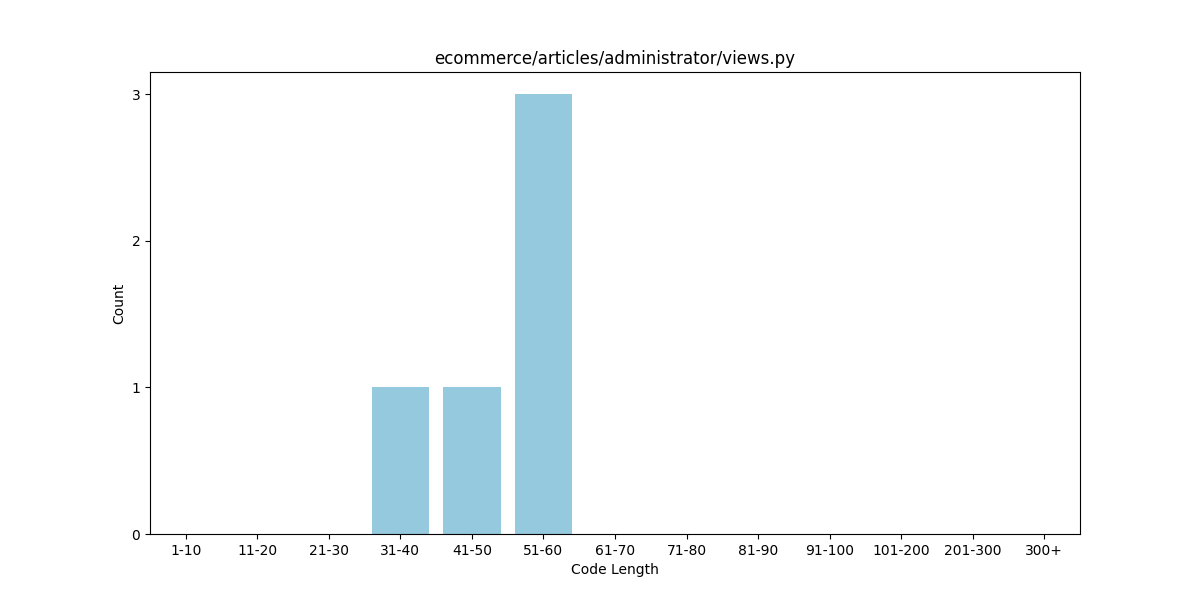 ecommerce/articles/administrator/views.py
Count
3
2
1
0
1-10 11-20 21-30 31-40 41-50 51-60 61-70 71-80 81-90 91-100 101-200 201-300 300+
Code Length